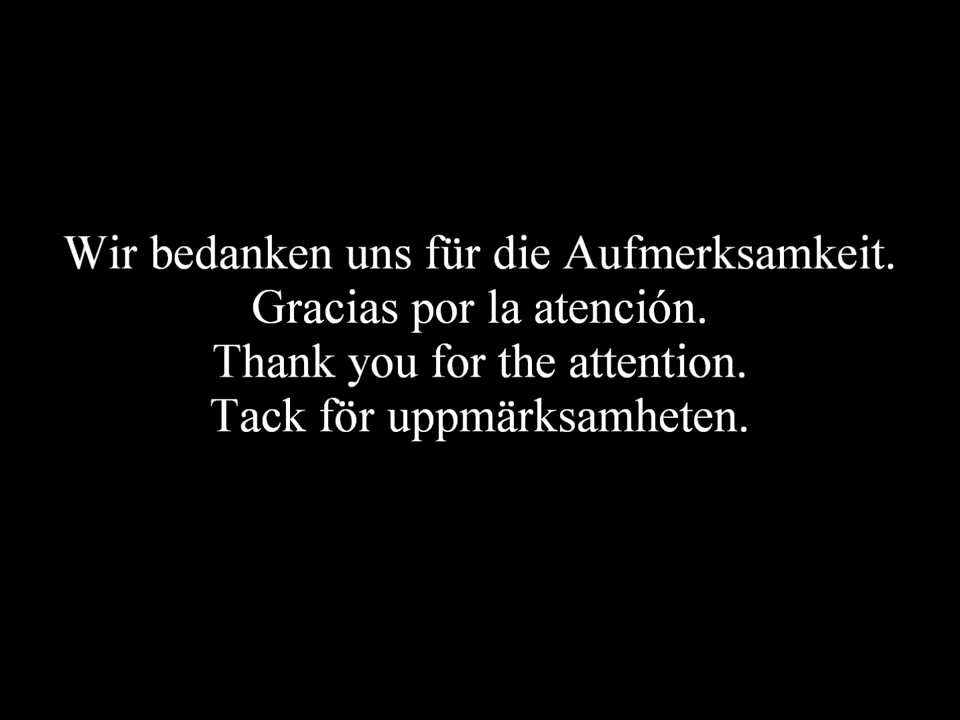 Wir bedanken uns für die Aufmerksamkeit.
Gracias por la atención.
Thank you for the attention.
Tack för uppmärksamheten.